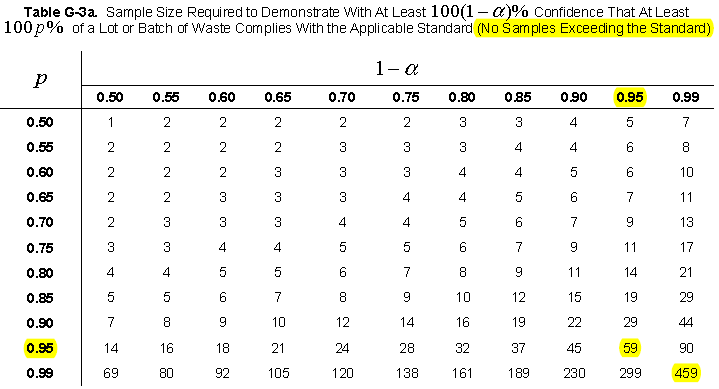 Table G-3a. Sample Size Required to Demonstrate With At Least 100(1 − α)% Confidence That At Least
100p% of a Lot or Batch of Waste Complies With the Applicable Standard (No Samples Exceeding the Standard)
p 1 − α
0.50 0.55 0.60 0.65 0.70 0.75 0.80 0.85 0.90 0.95 0.99
0.50 1 2 2 2 2 2 3 3 4 5 7
0.55 2 2 2 2 3 3 3 4 4 6 8
0.60 2 2 2 3 3 3 4 4 5 6 10
0.65 2 2 3 3 3 4 4 5 6 7 11
0.70 2 3 3 3 4 4 5 6 7 9 13
0.75 3 3 4 4 5 5 6 7 9 11 17
0.80 4 4 5 5 6 7 8 9 11 14 21
0.85 5 5 6 7 8 9 10 12 15 19 29
0.90 7 8 9 10 12 14 16 19 22 29 44
0.95 14 16 18 21 24 28 32 37 45 59 90
0.99 69 80 92 105 120 138 161 189 230 299 459